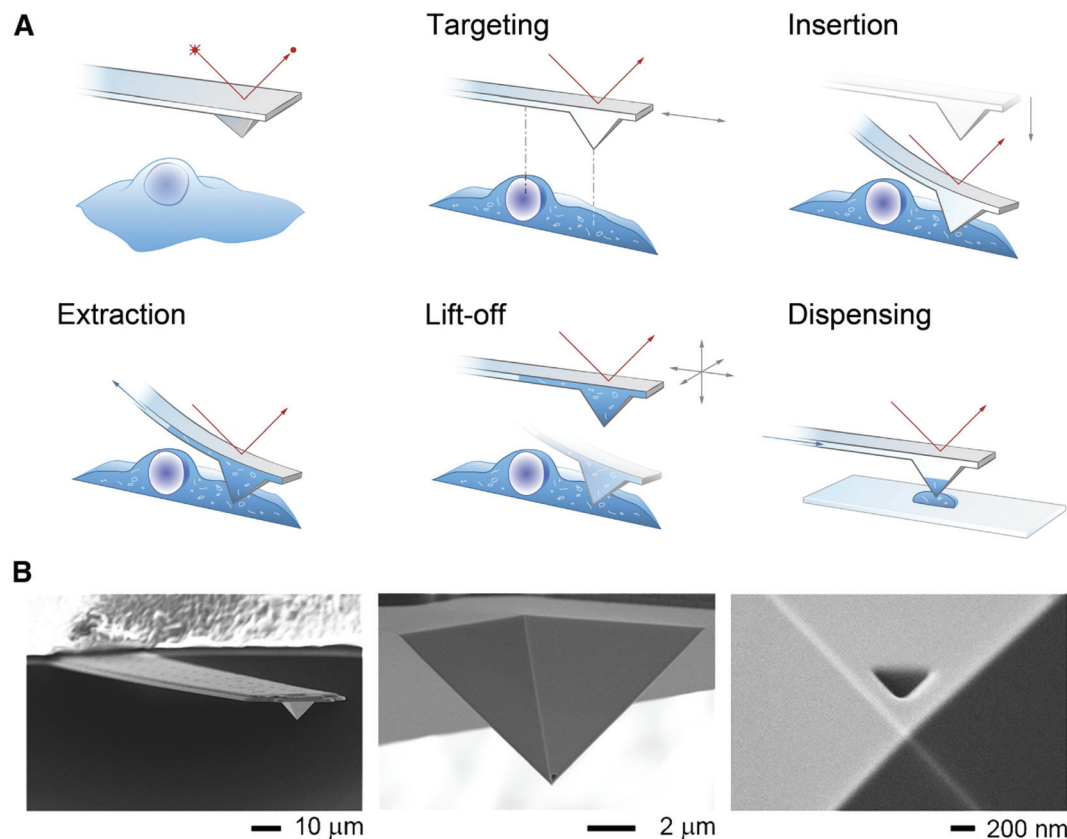 A
Targeting
Insertion
Extraction
Lift-off
Dispensing
B
10 μm
2 μm
200 nm